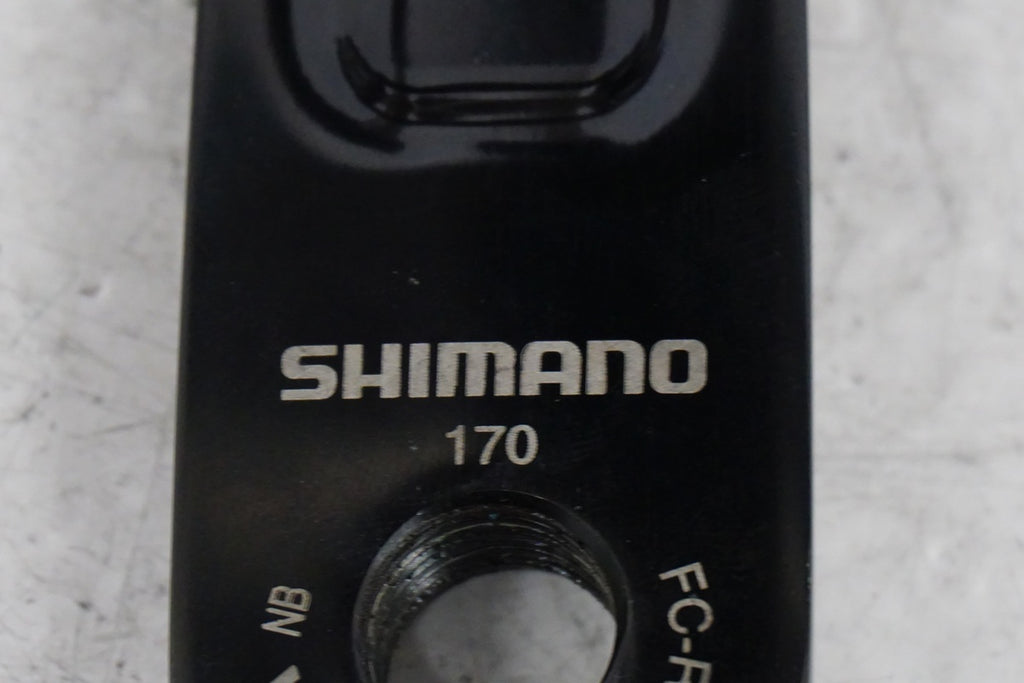 SHIMANO
170
NB
FC-R